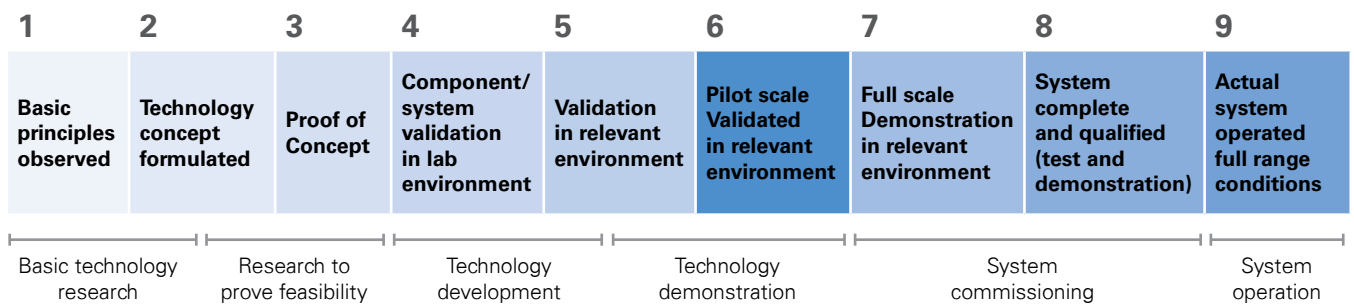 1
2
3
4
5
6
7
8
9
Basic
principles
observed
Technology
concept
formulated
Proof of
Concept
Component/
system
validation
in lab
environment
Validation
in relevant
environment
Pilot scale
Validated
in relevant
environment
Full scale
Demonstration
in relevant
environment
System
complete
and qualified
(test and
demonstration)
Actual
system
operated
full range
conditions
Basic technology
research
Research to
prove feasibility
Technology
development
Technology
demonstration
System
commissioning
System
operation